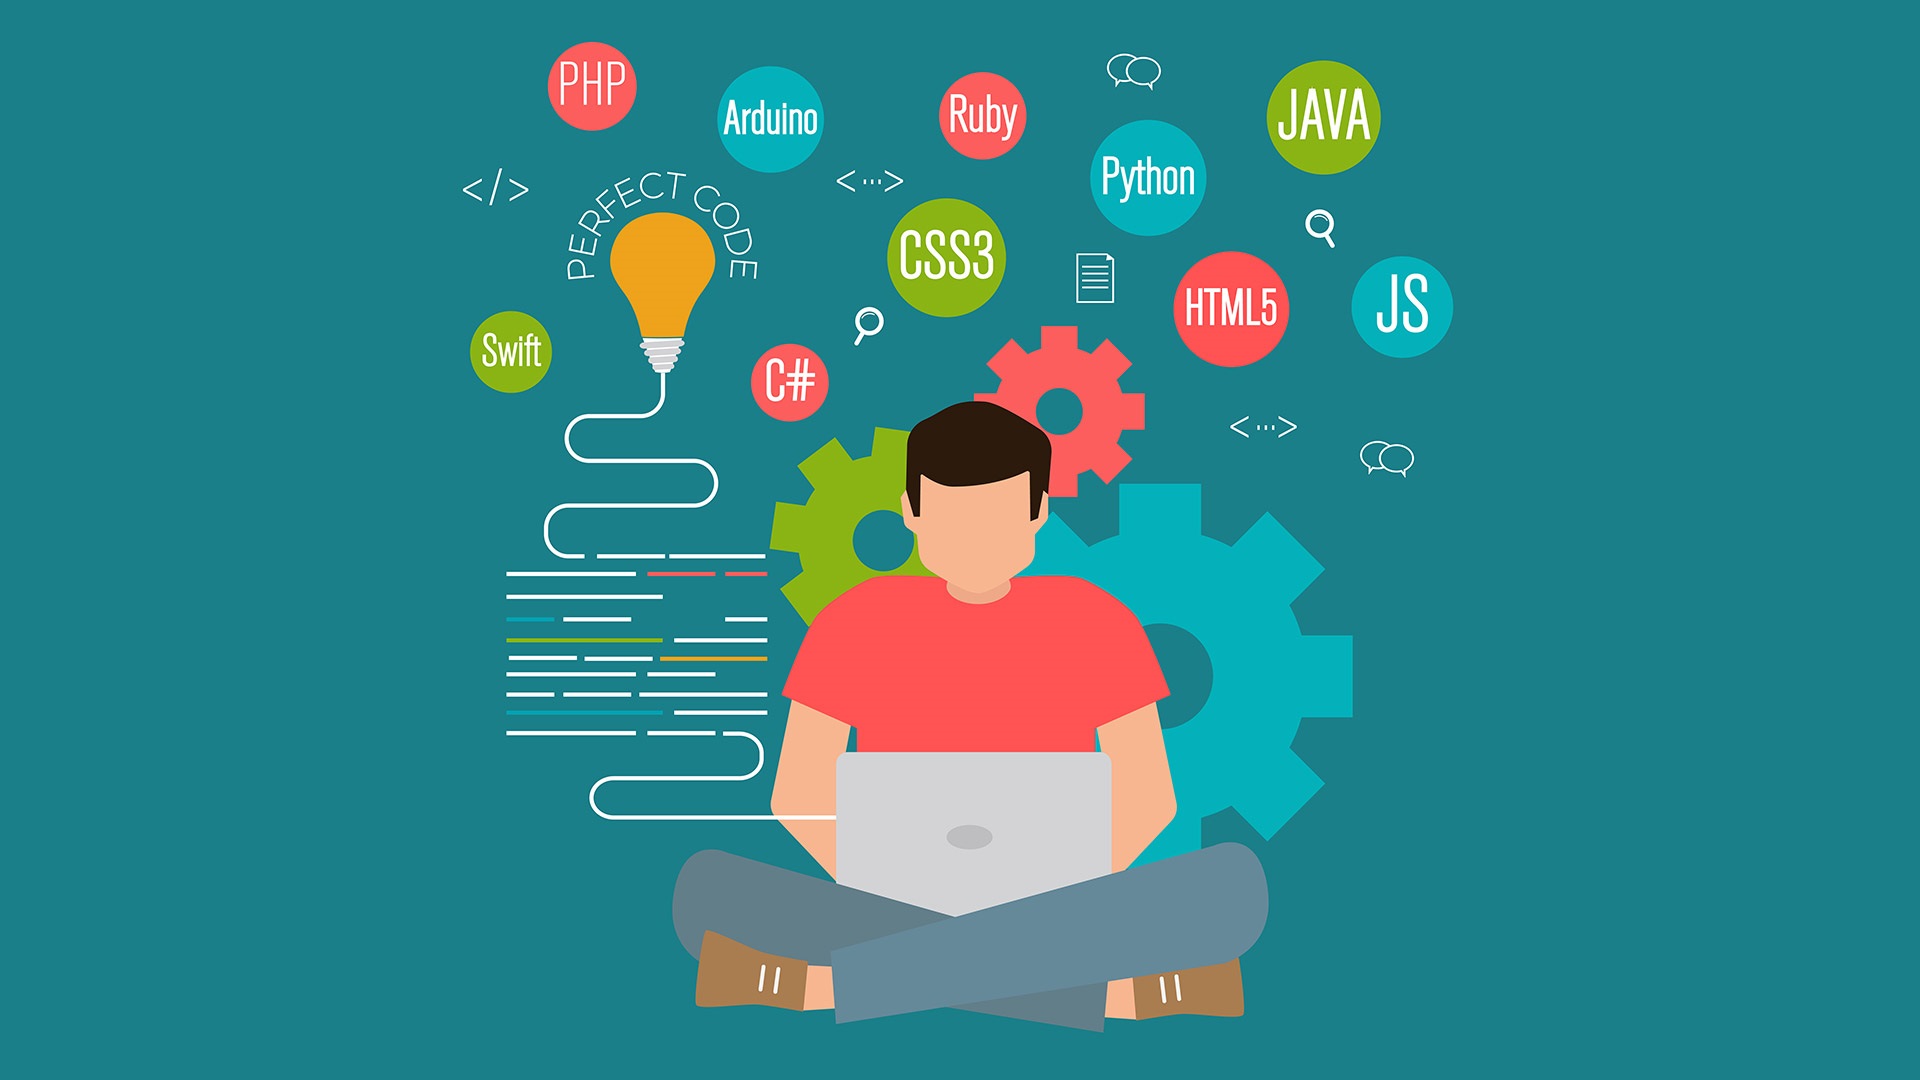 PHP
Arduino
Ruby
JAVA
Python
</>
<...>
PERFECT CODE
CSS3
HTML5
JS
Swift
C#
<...>